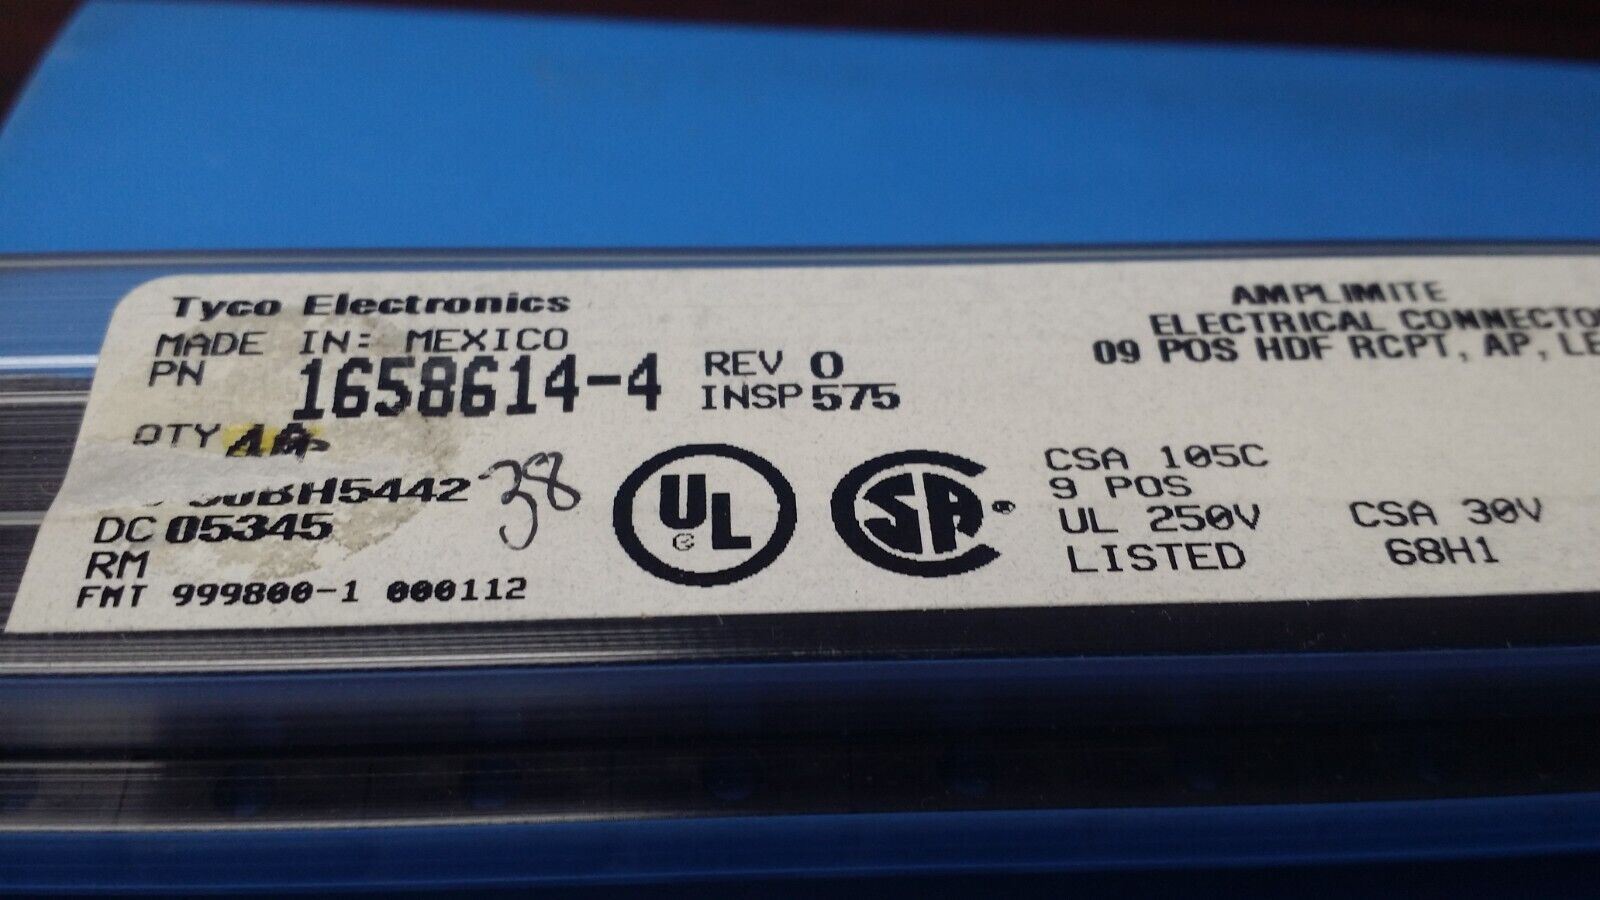 Tyco Electronics
MADE IN: MEXICO
PN 1658614-4
REV 0
INSP 575
QTY
38
DC 05345
RM
FMT 999800-1 000112
UL
SA
AMPLIMITE
ELECTRICAL CONNECTO
09 POS HDF RCPT, AP, LE
CSA 105C
9 POS
UL 250V CSA 30V
LISTED 68H1